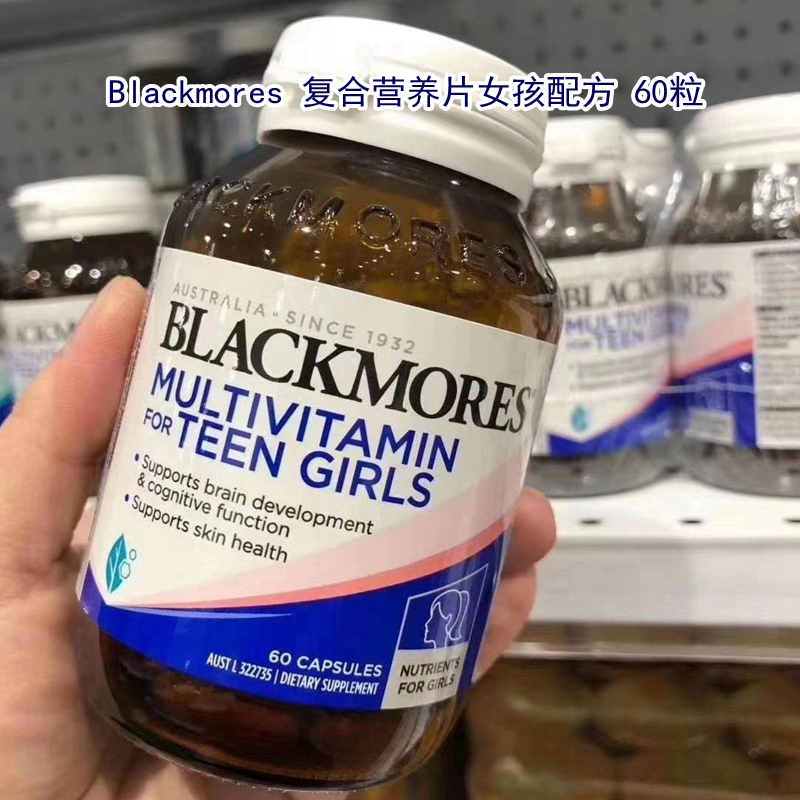 Blackmores 复合营养片女孩配方 60粒
BLACKMORES
AUSTRALIA • SINCE 1932
BLACKMORES
MULTIVITAMIN
FOR TEEN GIRLS
• Supports brain development
& cognitive function
• Supports skin health
60 CAPSULES
AUST L 322735 | DIETARY SUPPLEMENT
NUTRIENTS
FOR GIRLS
BLACKMORES
MULTIVITAMIN
FOR TEEN GIRLS